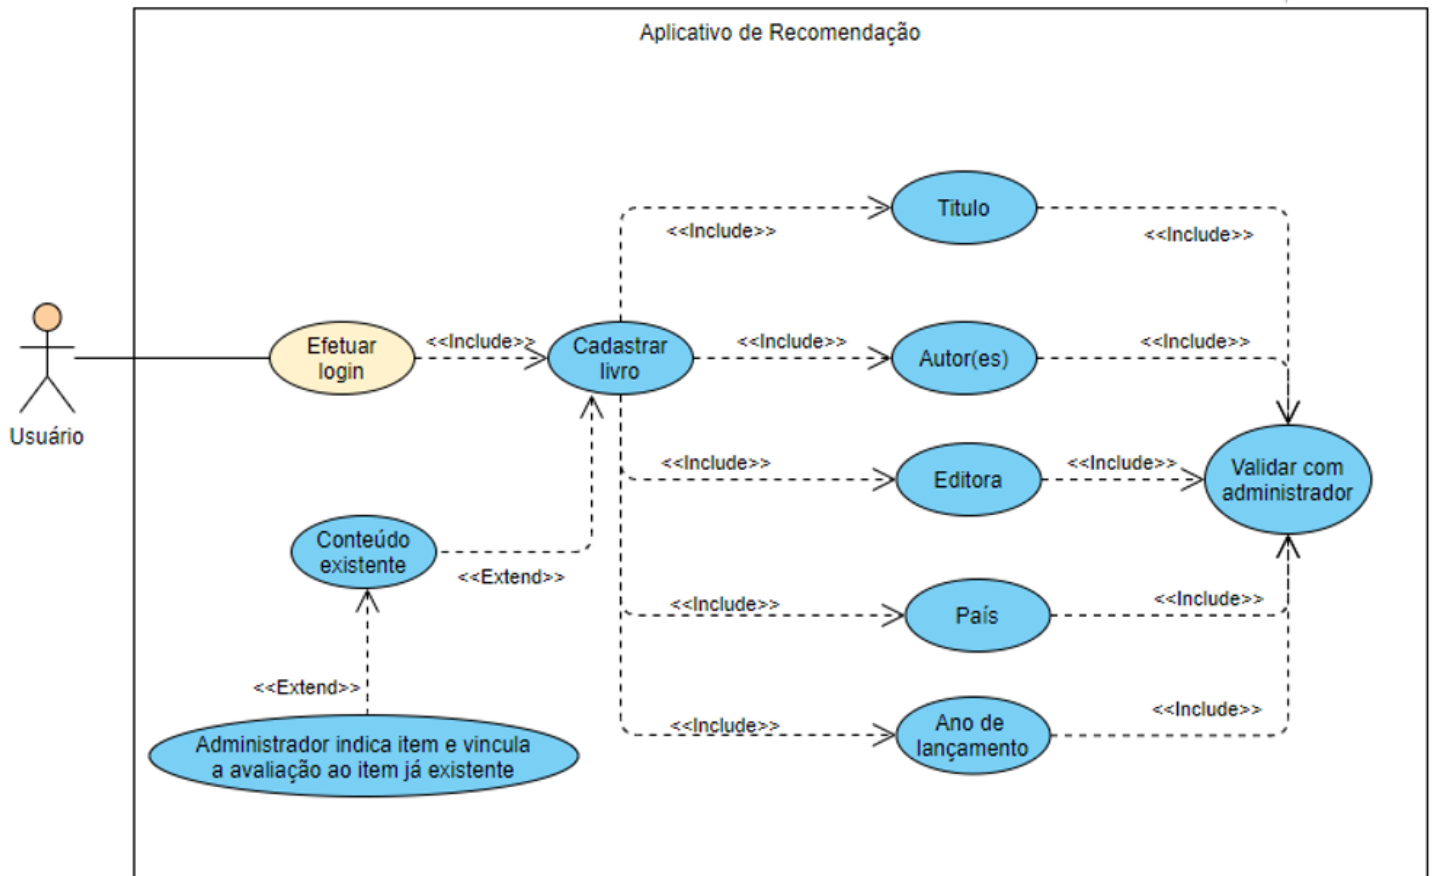 Aplicativo de Recomendação
Titulo
<<Include>>
<<Include>>
Usuário
Efetuar
login
<<Include>>
Cadastrar
livro
<<Include>>
Autor(es)
<<Include>>
<<Include>>
Editora
<<Include>>
Validar com
administrador
Conteúdo
existente
<<Extend>>
<<Include>>
País
<<Include>>
<<Extend>>
Administrador indica item e vincula
a avaliação ao item já existente
<<Include>>
Ano de
lançamento
<<Include>>